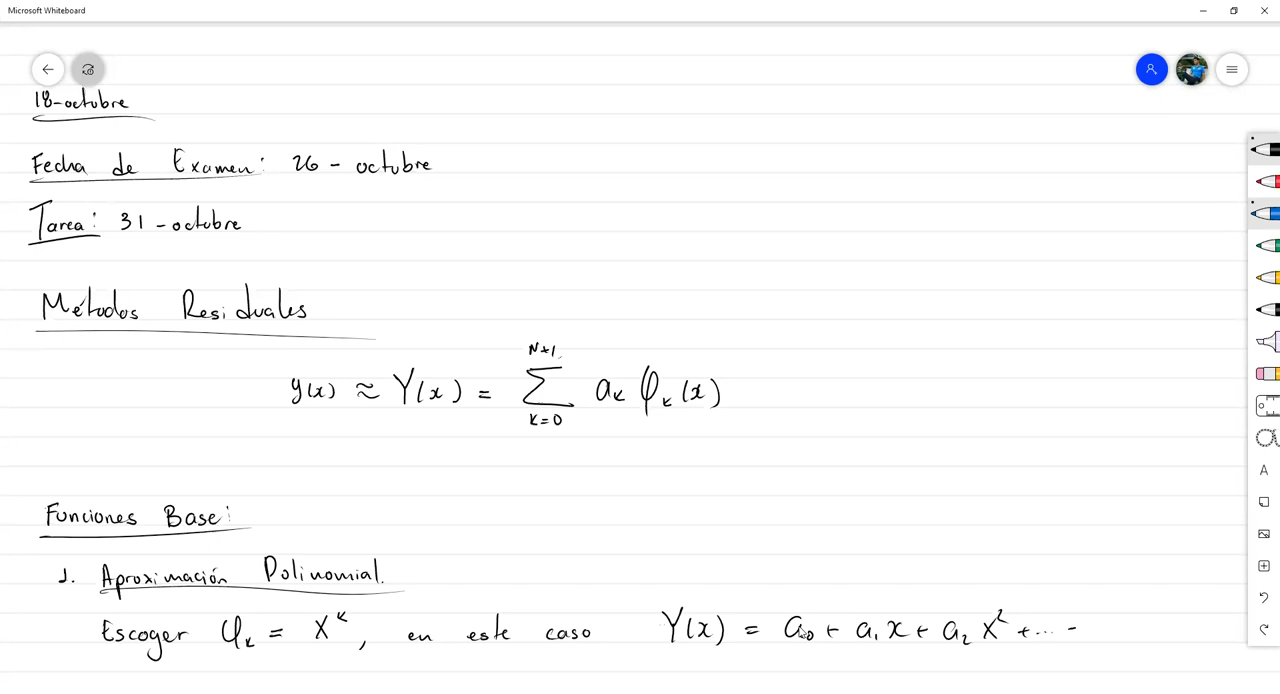 Microsoft Whiteboard
18-octubre
Fecha de Examen: 26 - octubre
Tarea: 31 - octubre
Métodos Residuales
y(x) ≈ Y(x) = ∑_{k=0}^{N+1} a_k φ_k(x)
Funciones Base:
1. Aproximación Polinomial.
Escoger φ_k = x^k, en este caso Y(x) = a_0 + a_1 x + a_2 x^2 + ... -
A